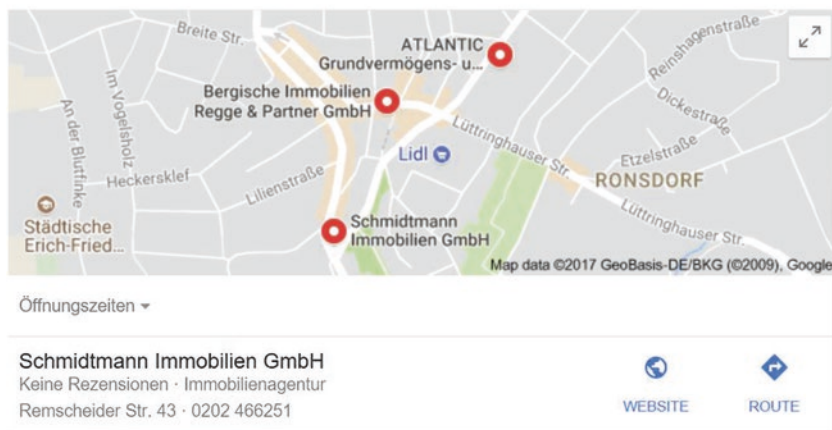 Breite Str.
ATLANTIC
Grundvermögens- u...
Reinshagenstraße
Bergische Immobilien
Regge & Partner GmbH
Im Vogelsholz
An der Blutfinke
Dickestraße
Lüttringhauser Str.
Lidl
Etzelstraße
Heckersklef
Lilienstraße
RONSDORF
Städtische
Erich-Fried...
Schmidtmann
Immobilien GmbH
Lüttringhauser Str.
Map data ©2017 GeoBasis-DE/BKG (©2009), Google
Öffnungszeiten
Schmidtmann Immobilien GmbH
Keine Rezensionen · Immobilienagentur
Remscheider Str. 43 · 0202 466251
WEBSITE
ROUTE